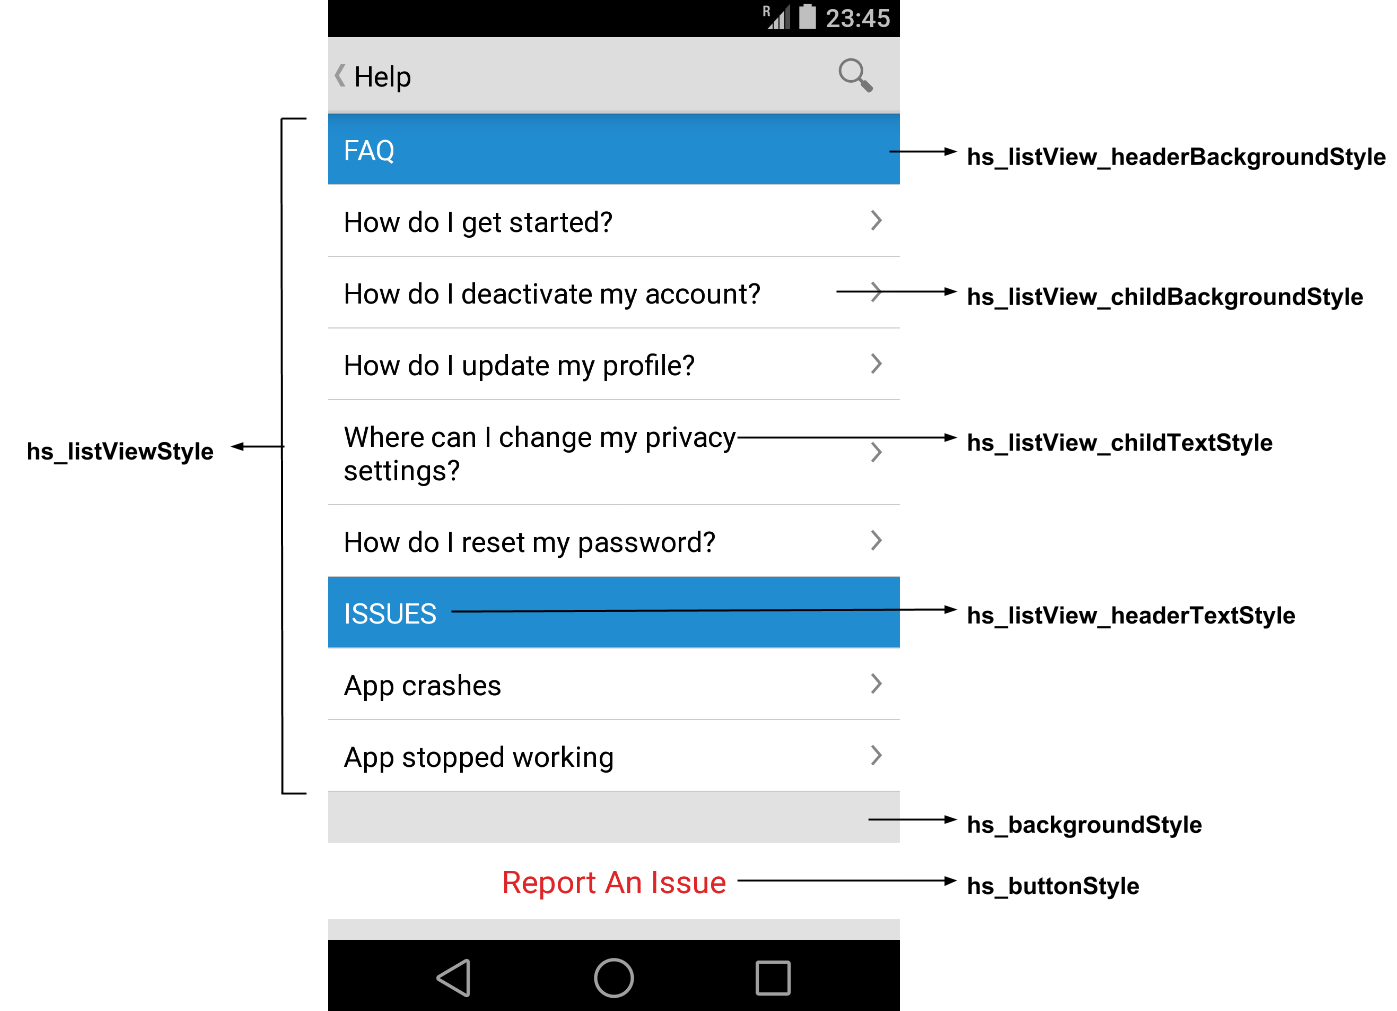 R 23:45
Help
FAQ
hs_listView_headerBackgroundStyle
How do I get started?
How do I deactivate my account?
hs_listView_childBackgroundStyle
How do I update my profile?
Where can I change my privacy
settings?
hs_listView_childTextStyle
hs_listViewStyle
How do I reset my password?
ISSUES
hs_listView_headerTextStyle
App crashes
App stopped working
hs_backgroundStyle
Report An Issue
hs_buttonStyle